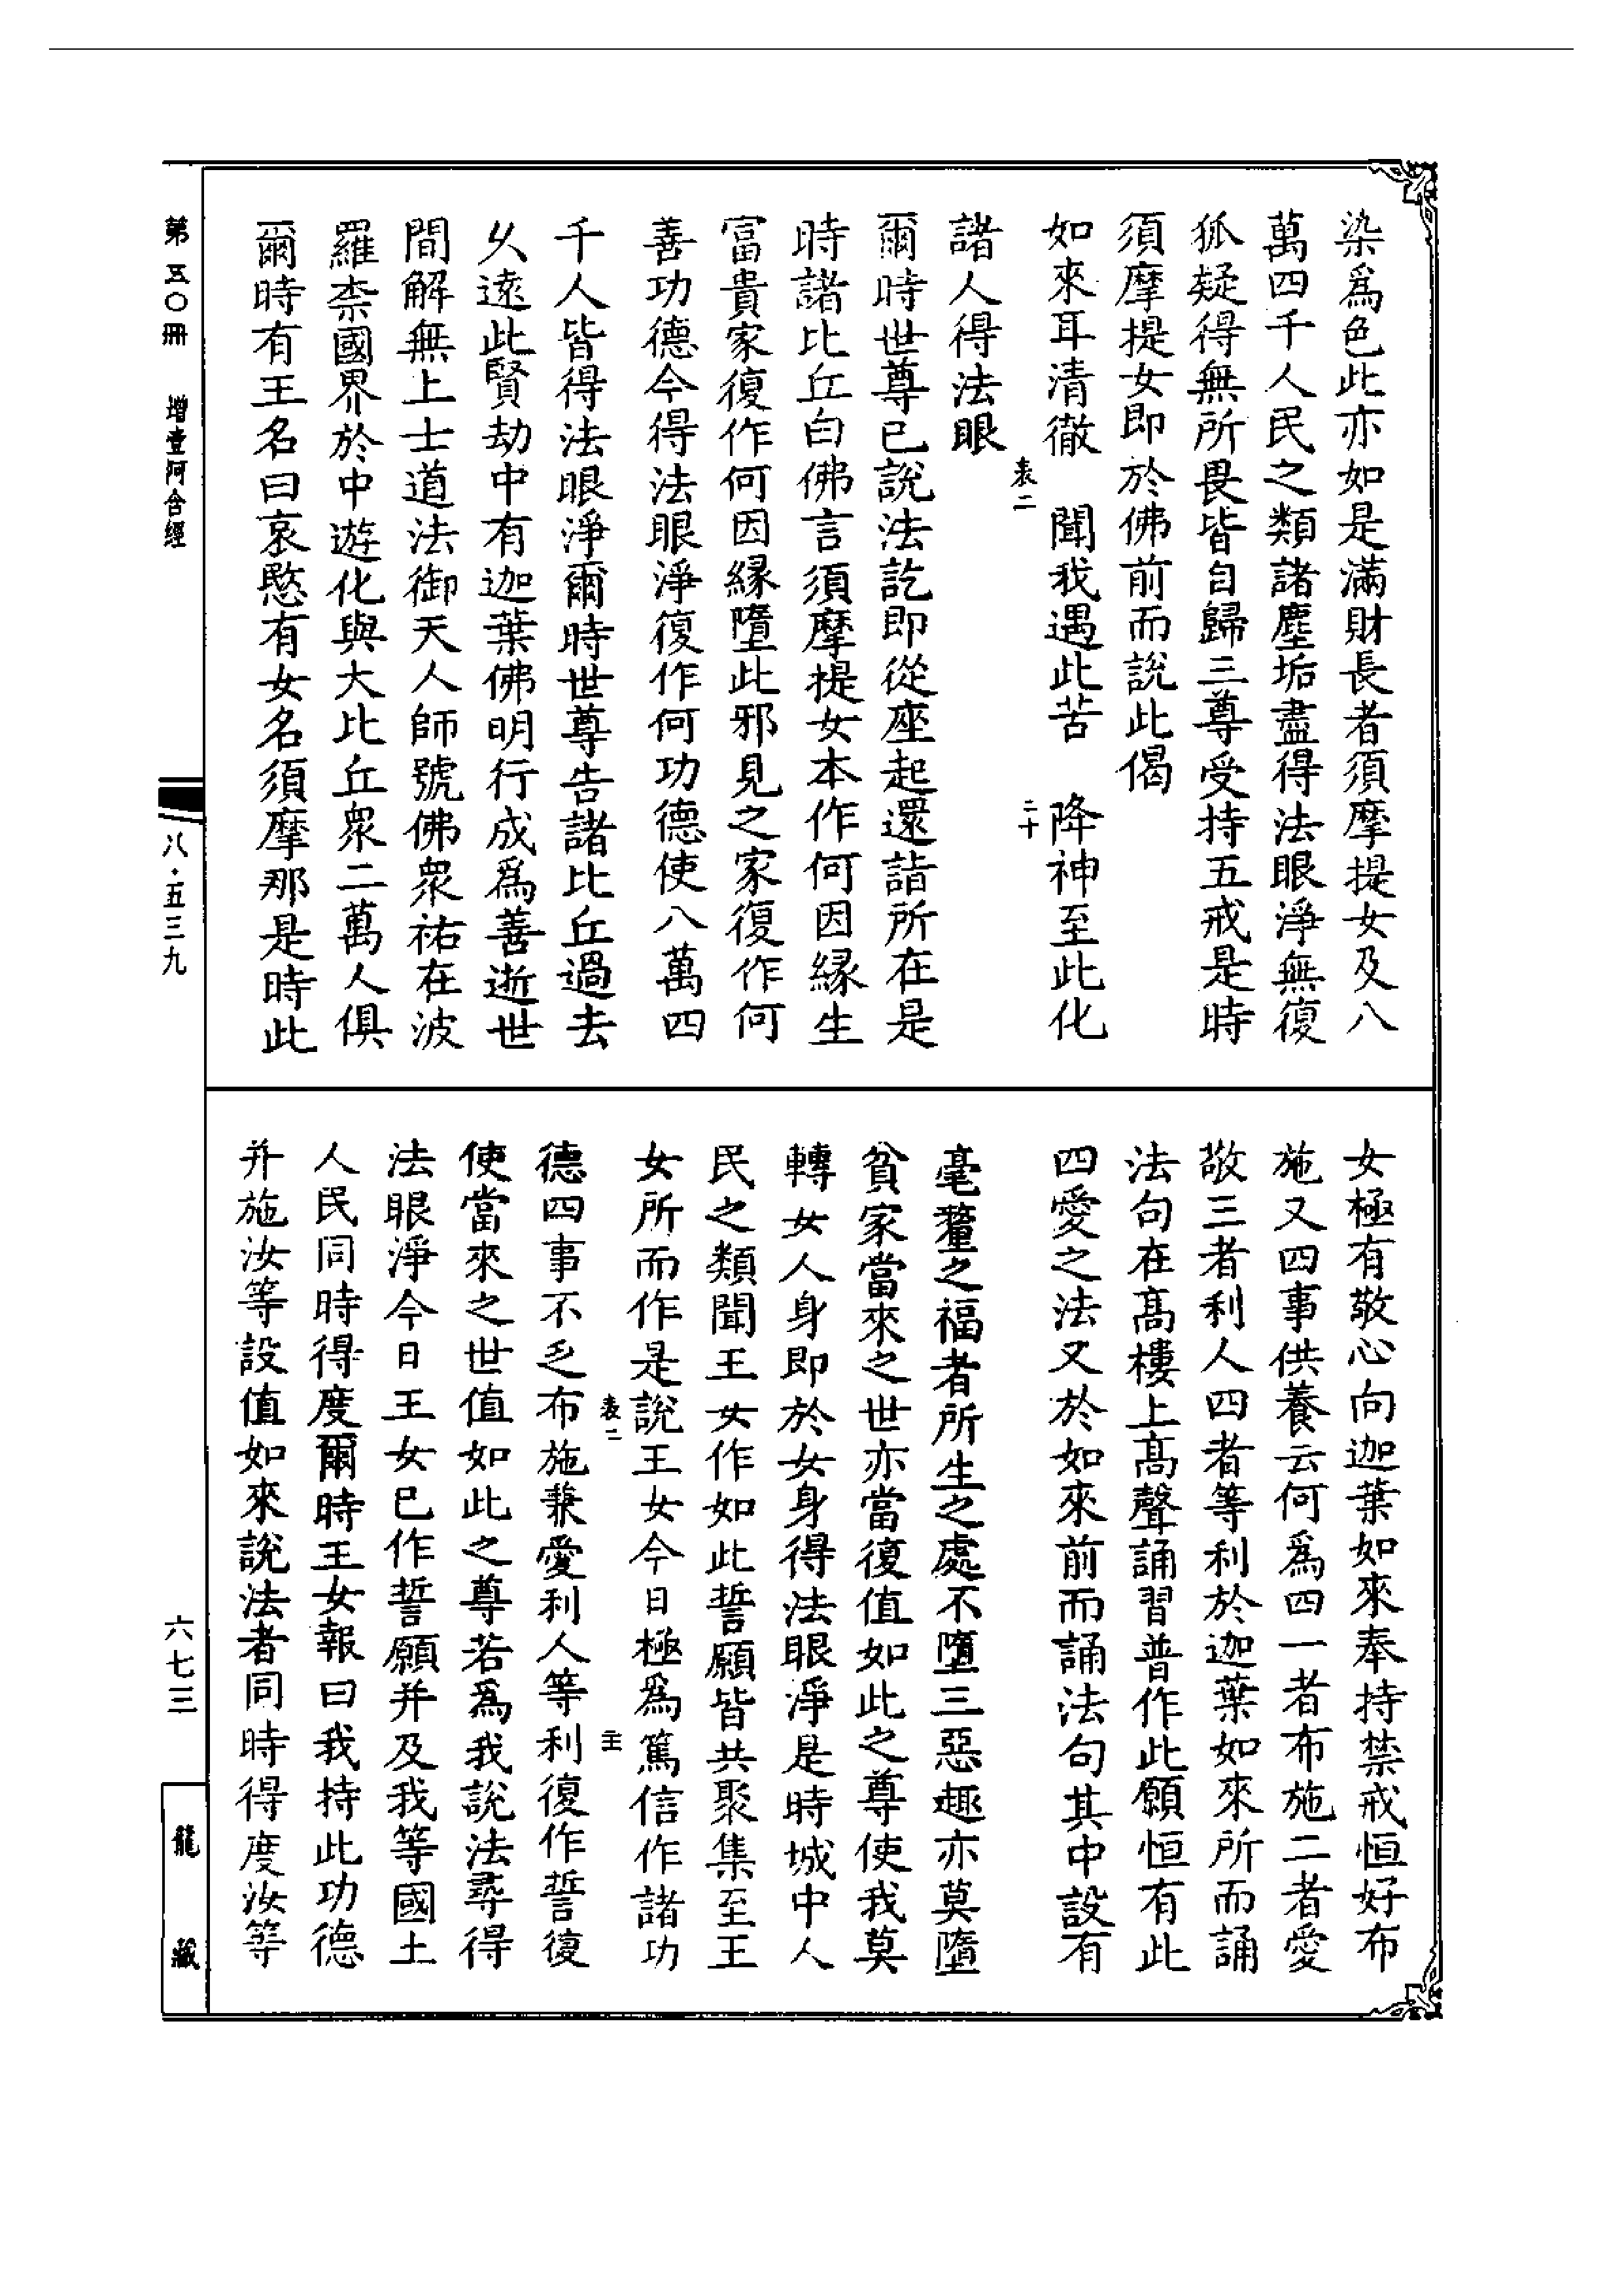 染爲色此亦如是滿財長者須摩提女及八
萬四千人民之類諸塵垢盡得法眼淨無復
狐疑得無所畏皆自歸三尊受持五戒是時
須摩提女即於佛前而說此偈
如來耳清徹　聞我遇此苦　降神至此化
表二　二十
諸人得法眼
爾時世尊已說法訖即從座起還詣所在是
時諸比丘白佛言須摩提女本作何因緣生
富貴家復作何因緣墮此邪見之家復作何
善功德今得法眼淨復作何功德使八萬四
千人皆得法眼淨爾時世尊告諸比丘過去
乆遠此賢劫中有迦葉佛明行成爲善逝世
間解無上士道法御天人師號佛眾祐在波
羅柰國界於中遊化與大比丘眾二萬人俱
爾時有王名曰哀愍有女名須摩那是時此
女極有敬心向迦葉如來奉持禁戒恒好布
施又四事供養云何爲四一者布施二者愛
敬三者利人四者等利於迦葉如來所而誦
法句在髙樓上髙聲誦習普作此願恒有此
四愛之法又於如來前而誦法句其中設有
毫釐之福者所生之處不墮三惡趣亦莫墮
貧家當來之世亦當復值如此之尊使我莫
轉女人身即於女身得法眼淨是時城中人
民之類聞王女作如此誓願皆共聚集至王
女所而作是說王女今日極爲篤信作諸功
表二　主
德四事不乏布施兼愛利人等利復作誓復
使當來之世值如此之尊若爲我說法尋得
法眼淨今日王女已作誓願并及我等國土
人民同時得度爾時王女報曰我持此功德
并施汝等設值如來說法者同時得度汝等
第五〇冊　增壹阿含經
八·五三九
六七三
龍藏